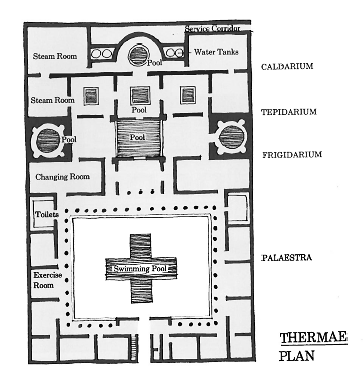 Service Corridor
Steam Room
Water Tanks
Pool
CALDARIUM
Steam Room
Pool
TEPIDARIUM
Pool
Pool
FRIGIDARIUM
Changing Room
Toilets
PALAESTRA
Swimming Pool
Exercise
Room
THERMAE
PLAN